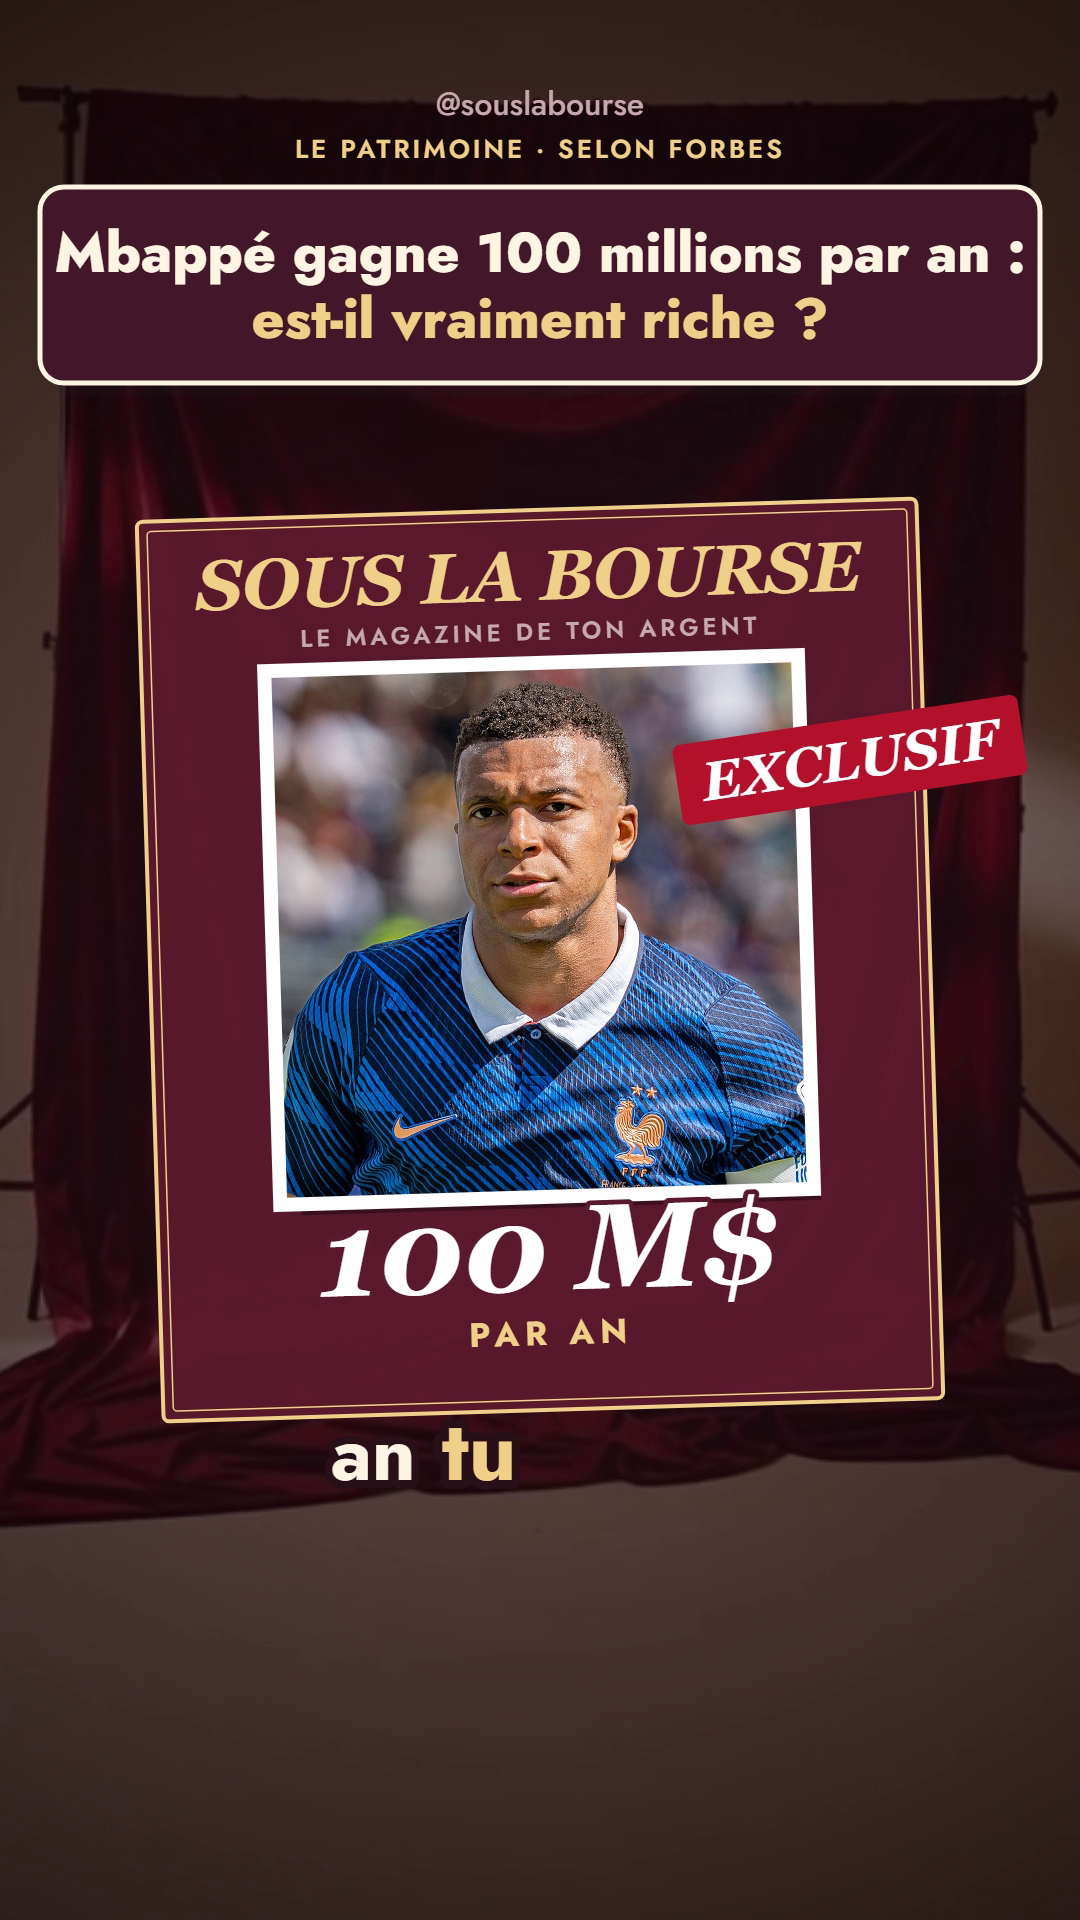 @souslabourse
LE PATRIMOINE · SELON FORBES
Mbappé gagne 100 millions par an :
est-il vraiment riche ?
SOUS LA BOURSE
LE MAGAZINE DE TON ARGENT
EXCLUSIF
FFF
100 M$
PAR AN
an tu